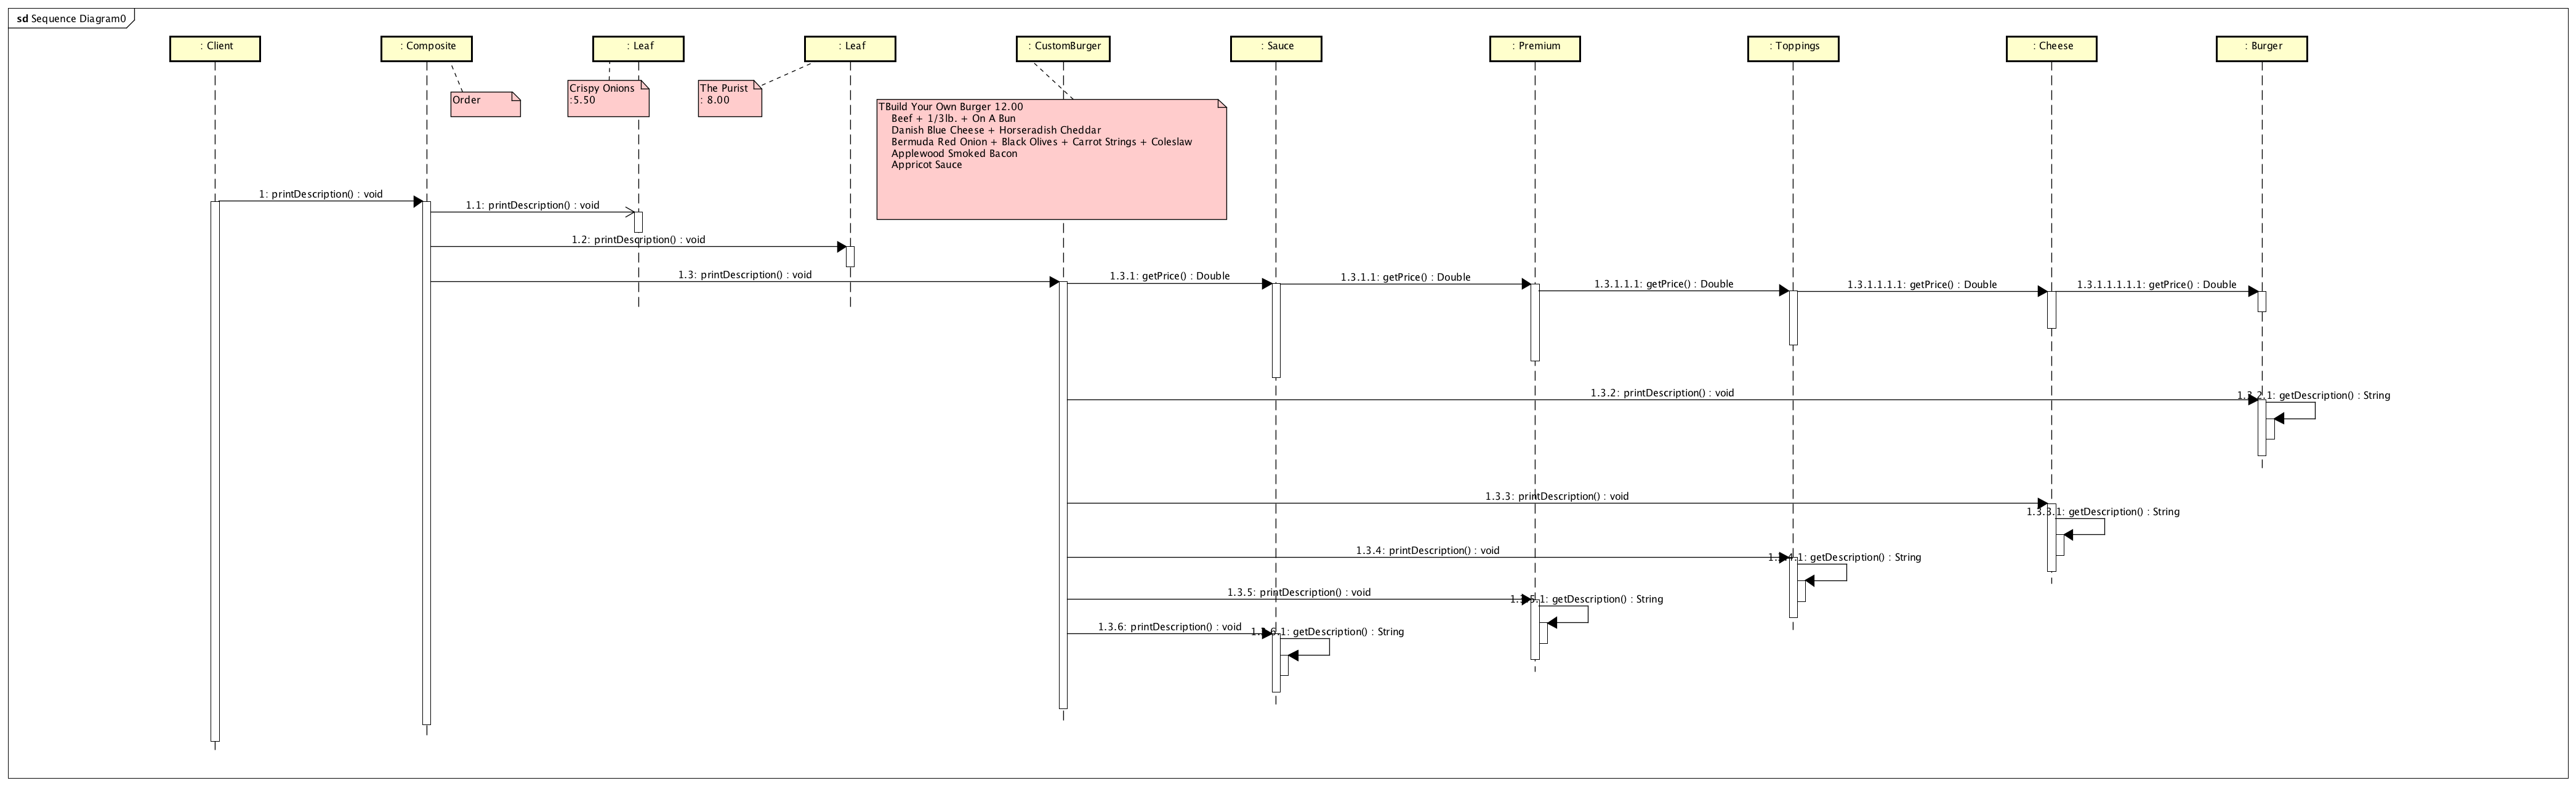 sd Sequence Diagram0
: Client
: Composite
: Leaf
: Leaf
: CustomBurger
: Sauce
: Premium
: Toppings
: Cheese
: Burger
Order
Crispy Onions
:5.50
The Purist
: 8.00
TBuild Your Own Burger 12.00
Beef + 1/3lb. + On A Bun
Danish Blue Cheese + Horseradish Cheddar
Bermuda Red Onion + Black Olives + Carrot Strings + Coleslaw
Applewood Smoked Bacon
Appricot Sauce
1: printDescription() : void
1.1: printDescription() : void
1.2: printDescription() : void
1.3: printDescription() : void
1.3.1: getPrice() : Double
1.3.1.1: getPrice() : Double
1.3.1.1.1: getPrice() : Double
1.3.1.1.1.1: getPrice() : Double
1.3.1.1.1.1.1: getPrice() : Double
1.3.2: printDescription() : void
1.3.2.1: getDescription() : String
1.3.3: printDescription() : void
1.3.3.1: getDescription() : String
1.3.4: printDescription() : void
1.3.4.1: getDescription() : String
1.3.5: printDescription() : void
1.3.5.1: getDescription() : String
1.3.6: printDescription() : void
1.3.6.1: getDescription() : String